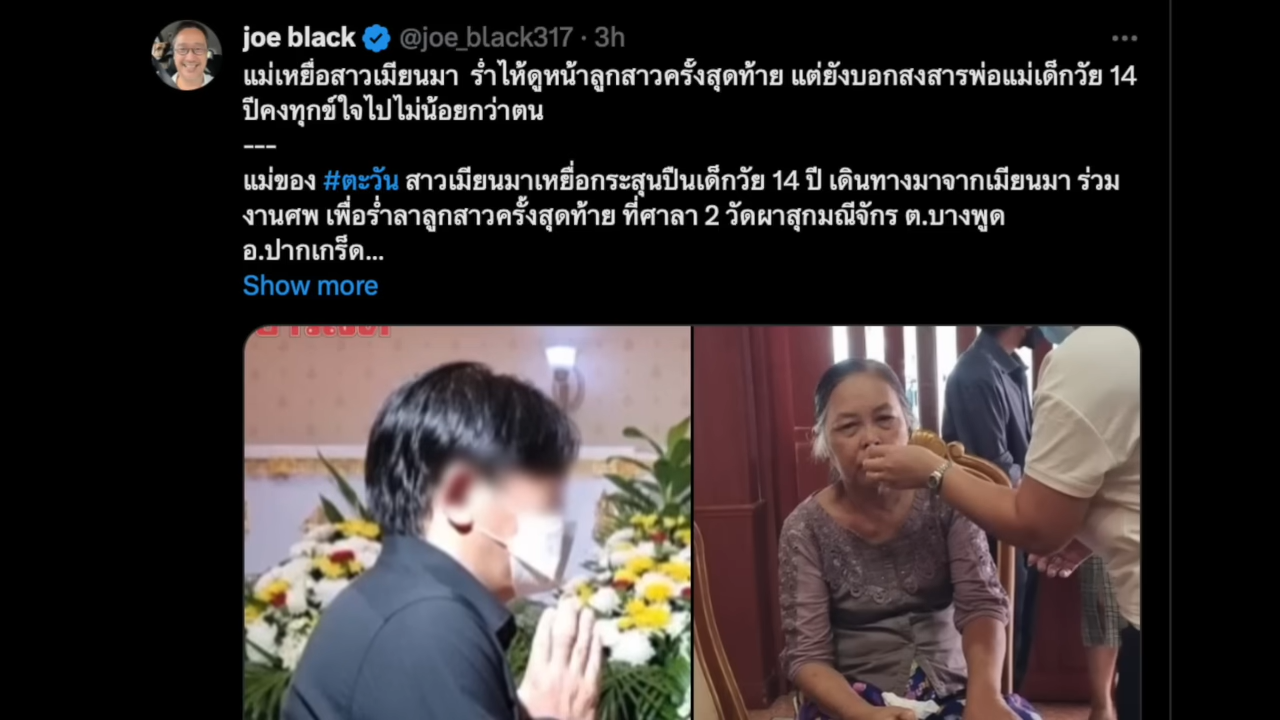 joe black @joe_black317 · 3h
แม่เหยื่อสาวเมียนมา ร่ำไห้ดูหน้าลูกสาวครั้งสุดท้าย แต่ยังบอกสงสารพ่อแม่เด็กวัย 14
ปีคงทุกข์ใจไปไม่น้อยกว่าตน
---
แม่ของ #ตะวัน สาวเมียนมาเหยื่อกระสุนปืนเด็กวัย 14 ปี เดินทางมาจากเมียนมา ร่วม
งานศพ เพื่อร่ำลาลูกสาวครั้งสุดท้าย ที่ศาลา 2 วัดผาสุกมณีจักร ต.บางพูด
อ.ปากเกร็ด...
Show more